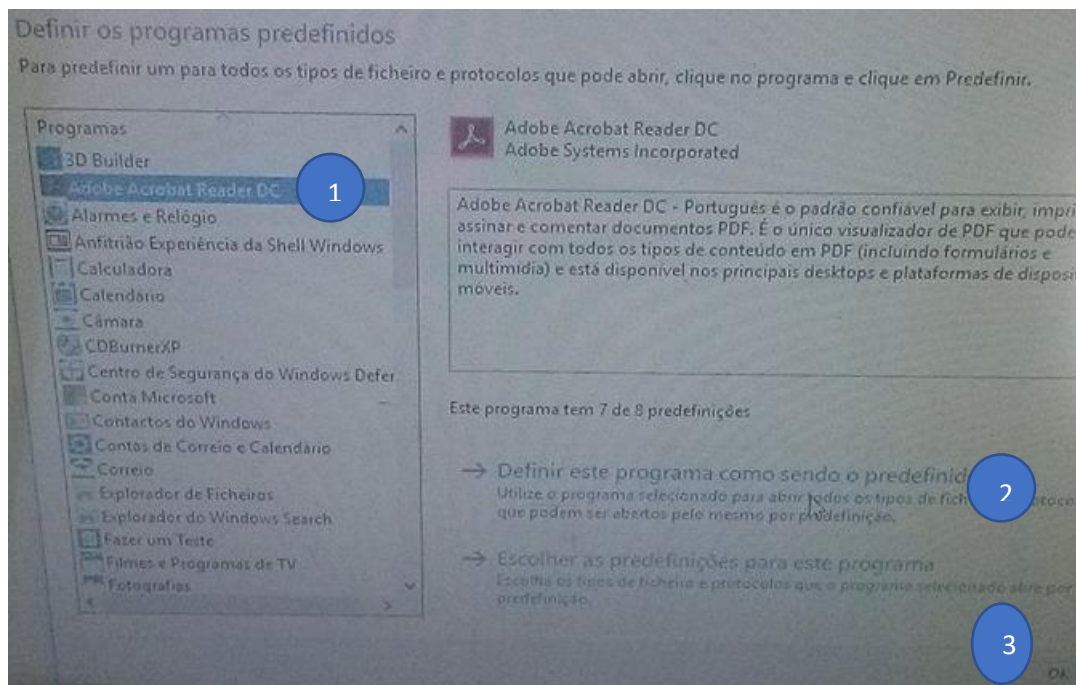 Definir os programas predefinidos
Para predefinir um para todos os tipos de ficheiro e protocolos que pode abrir, clique no programa e clique em Predefinir.
Programas
3D Builder
Adobe Acrobat Reader DC
1
Alarmes e Relógio
Anfitrião Experiência da Shell Windows
Calculadora
Calendário
Câmara
CDBurnerXP
Centro de Segurança do Windows Defer
Conta Microsoft
Contactos do Windows
Contas de Correio e Calendário
Correio
Explorador de Ficheiros
Explorador do Windows Search
Fazer um Teste
Filmes e Programas de TV
Fotografias
Adobe Acrobat Reader DC
Adobe Systems Incorporated
Adobe Acrobat Reader DC - Português é o padrão confiável para exibir, impri
assinar e comentar documentos PDF. É o único visualizador de PDF que pode
interagir com todos os tipos de conteúdo em PDF (incluindo formulários e
multimídia) e está disponível nos principais desktops e plataformas de disposi
móveis.
Este programa tem 7 de 8 predefinições
Definir este programa como sendo o predefinid
2
Utilize o programa selecionado para abrir todos os tipos de fich otoco
que podem ser abertos pelo mesmo por predefinição.
Escolher as predefinições para este programa
Escolha os tipos de ficheiro e protocolos que o programa selecionado abre por
predefinição.
3
OK